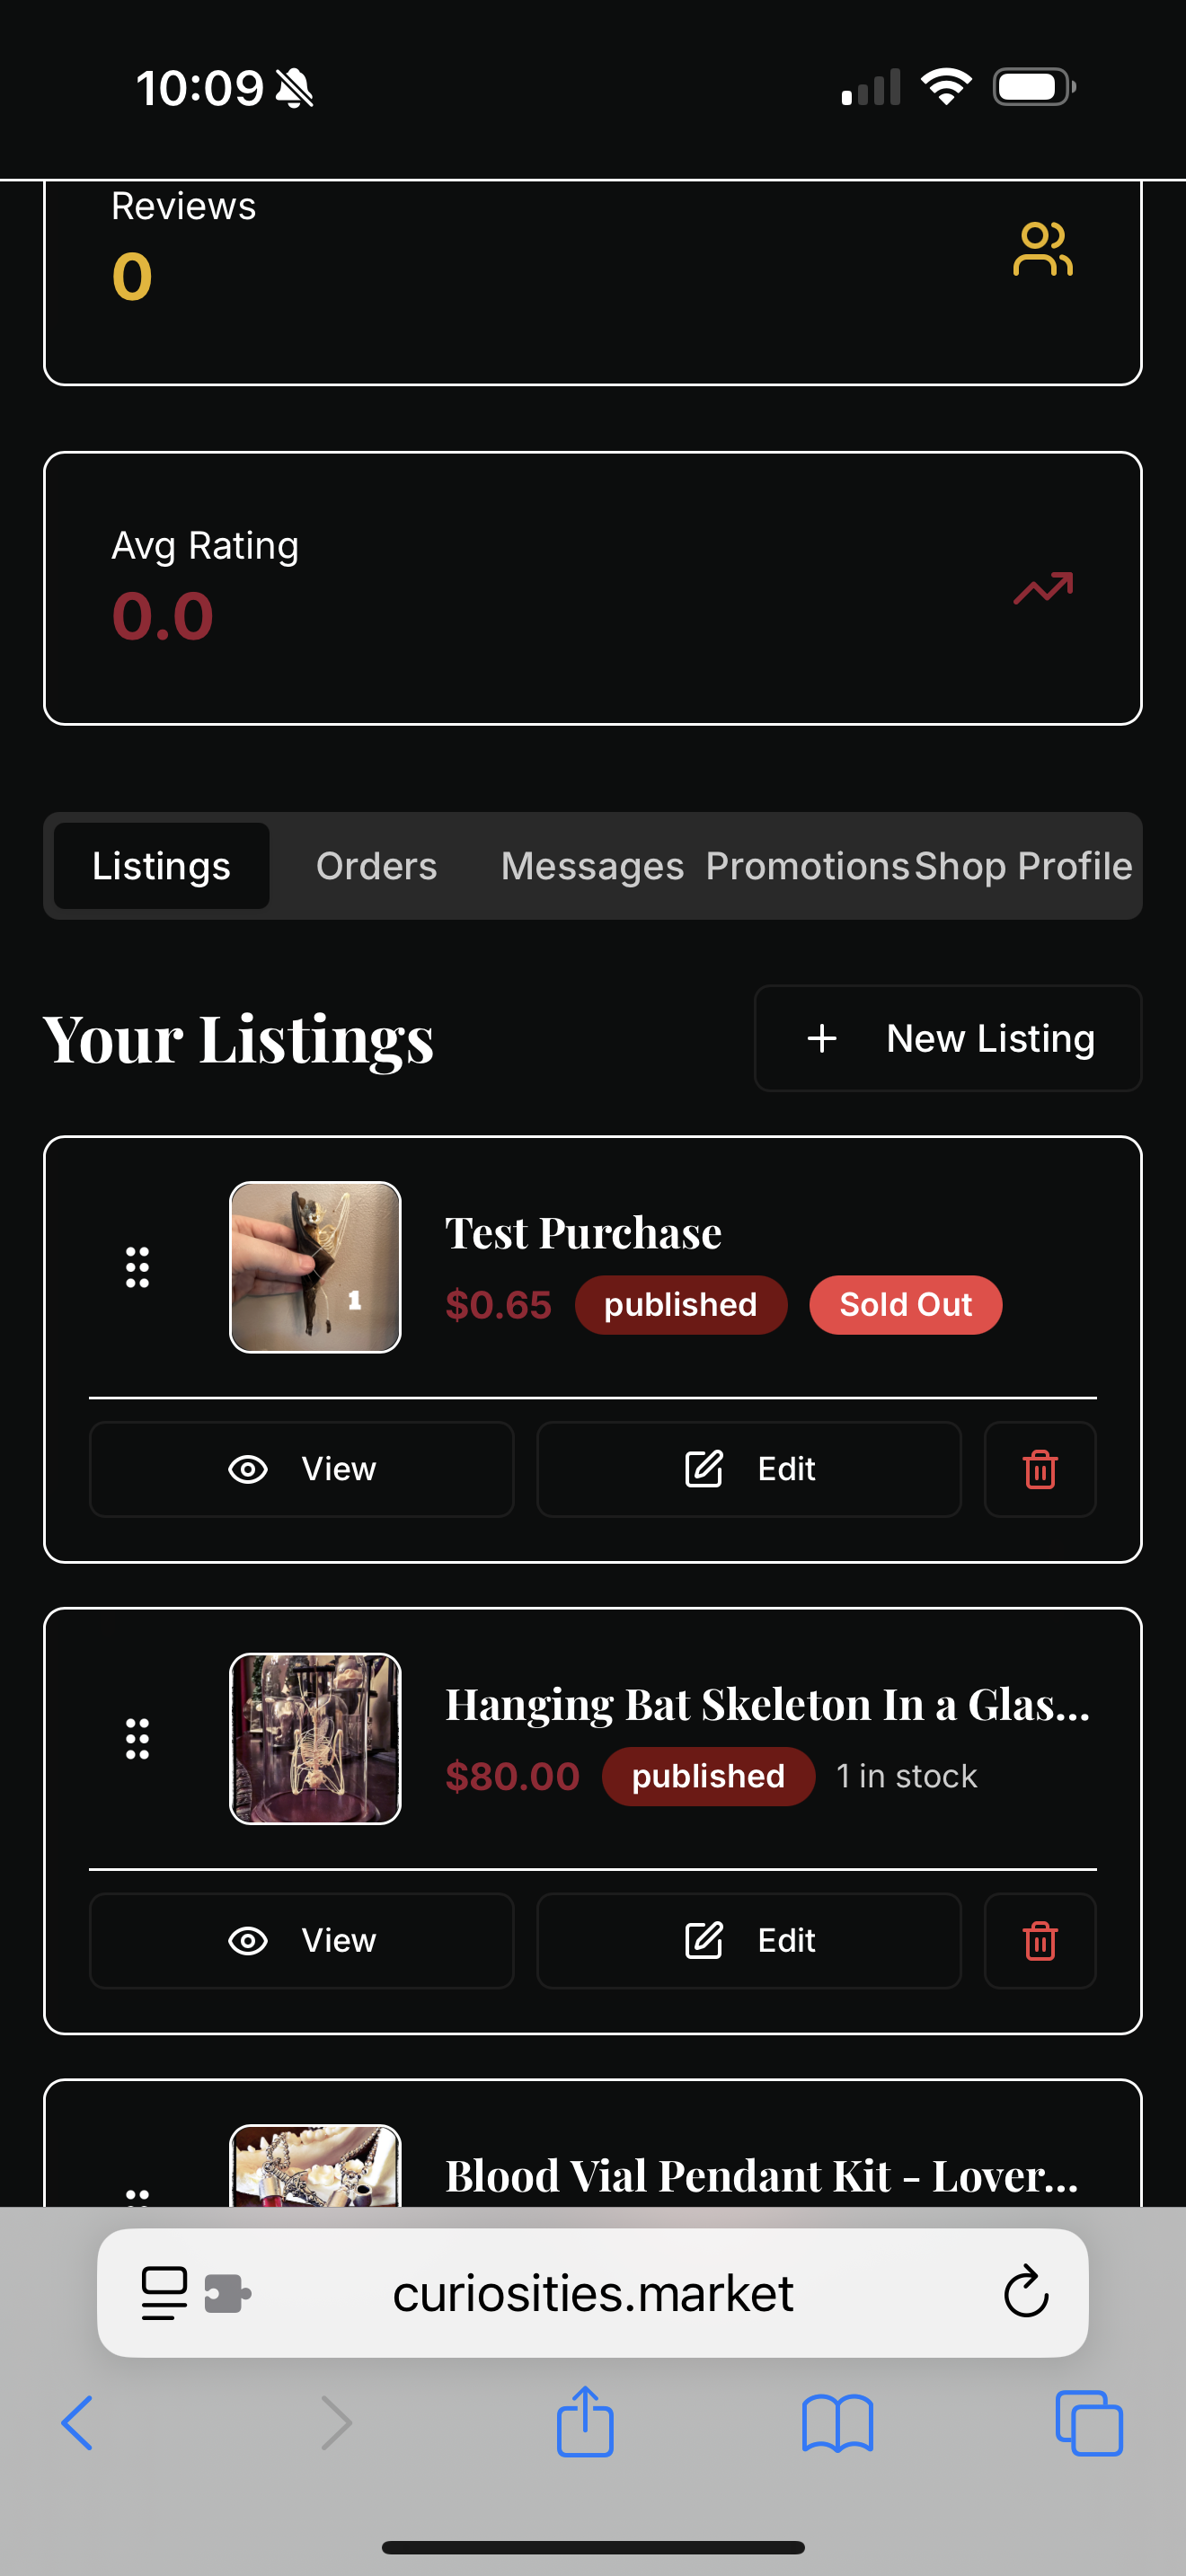 10:09
Reviews
0
Avg Rating
0.0
Listings Orders Messages Promotions Shop Profile
Your Listings
+ New Listing
Test Purchase
$0.65 published Sold Out
1
View Edit
Hanging Bat Skeleton In a Glas...
$80.00 published 1 in stock
View Edit
Blood Vial Pendant Kit - Lover...
curiosities.market